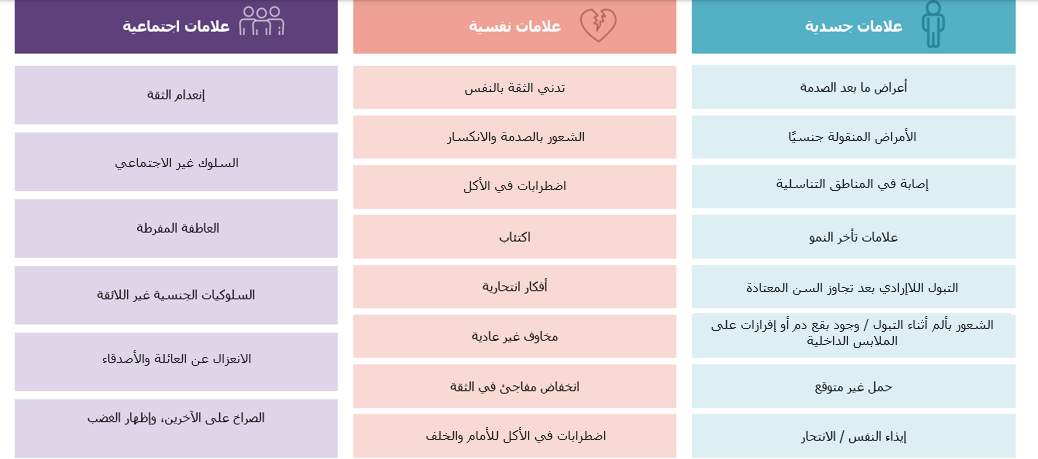 علامات جسدية
أعراض ما بعد الصدمة
الأمراض المنقولة جنسيًا
إصابة في المناطق التناسلية
علامات تأخر النمو
التبول اللاإرادي بعد تجاوز السن المعتادة
الشعور بألم أثناء التبول / وجود بقع دم أو إفرازات على
الملابس الداخلية
حمل غير متوقع
إيذاء النفس / الانتحار
علامات نفسية
تدني الثقة بالنفس
الشعور بالصدمة والانكسار
اضطرابات في الأكل
اكتئاب
أفكار انتحارية
مخاوف غير عادية
انخفاض مفاجئ في الثقة
اضطرابات في الأكل للأمام والخلف
علامات اجتماعية
إنعدام الثقة
السلوك غير الاجتماعي
العاطفة المفرطة
السلوكيات الجنسية غير اللائقة
الانعزال عن العائلة والأصدقاء
الصراخ على الآخرين، وإظهار الغضب